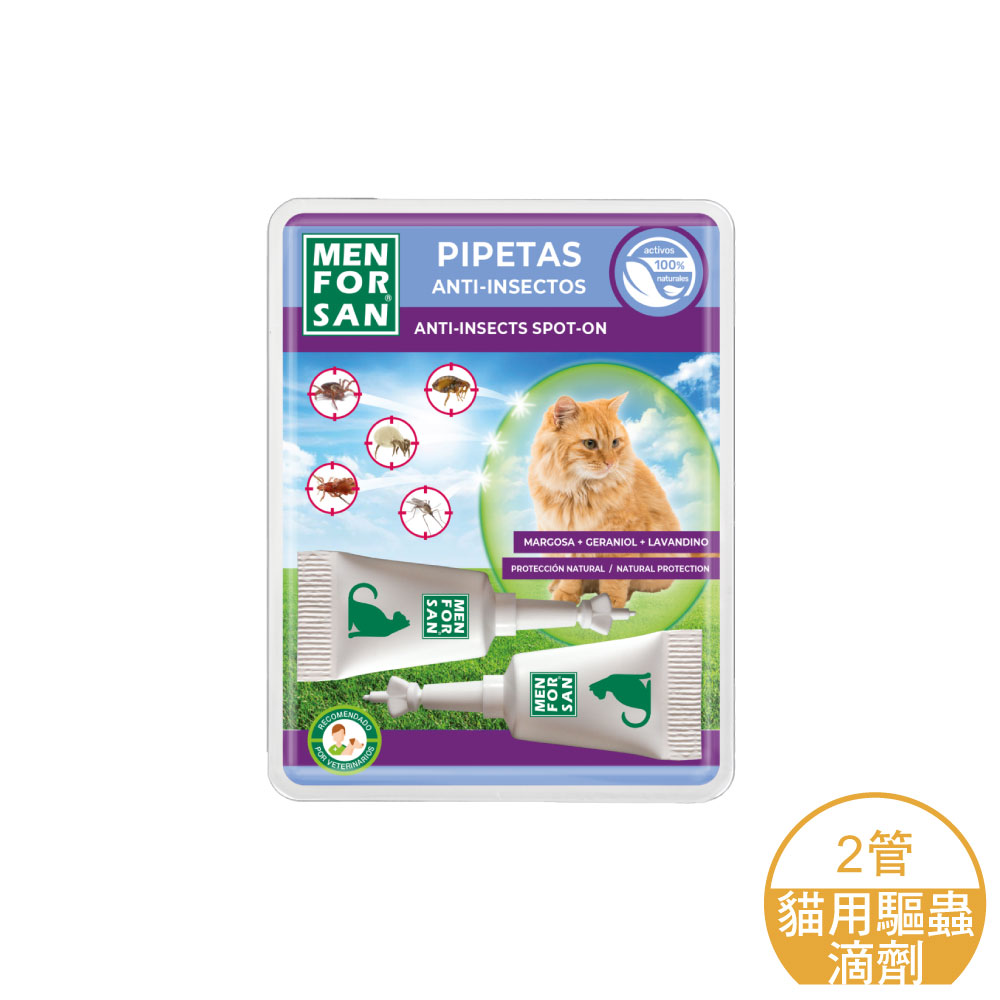 MEN
FOR
SAN®
PIPETAS
ANTI-INSECTOS
ANTI-INSECTS SPOT-ON
activos
100%
naturales
MARGOSA + GERANIOL + LAVANDINO
PROTECCIÓN NATURAL / NATURAL PROTECTION
MEN
FOR
SAN®
MEN
FOR
SAN®
RECOMENDADO
POR VETERINARIOS
2管
貓用驅蟲
滴劑